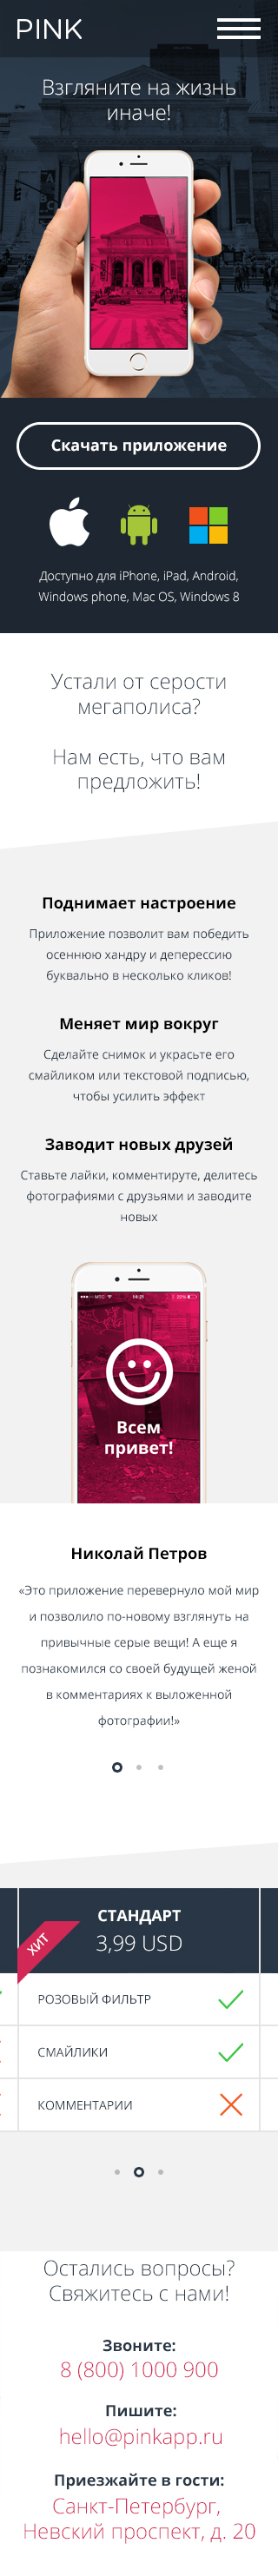 PINK
Взгляните на жизнь
иначе!
Скачать приложение
Доступно для iPhone, iPad, Android,
Windows phone, Mac OS, Windows 8
Устали от серости
мегаполиса?
Нам есть, что вам
предложить!
Поднимает настроение
Приложение позволит вам победить
осеннюю хандру и деперессию
буквально в несколько кликов!
Меняет мир вокруг
Сделайте снимок и украсьте его
смайликом или текстовой подписью,
чтобы усилить эффект
Заводит новых друзей
Ставьте лайки, комментируте, делитесь
фотографиями с друзьями и заводите
новых
МТС 14:21 20%
Всем
привет!
Николай Петров
«Это приложение перевернуло мой мир
и позволило по-новому взглянуть на
привычные серые вещи! А еще я
познакомился со своей будущей женой
в комментариях к выложенной
фотографии!»
СТАНДАРТ
3,99 USD
ХИТ
РОЗОВЫЙ ФИЛЬТР
СМАЙЛИКИ
КОММЕНТАРИИ
Остались вопросы?
Свяжитесь с нами!
Звоните:
8 (800) 1000 900
Пишите:
hello@pinkapp.ru
Приезжайте в гости:
Санкт-Петербург,
Невский проспект, д. 20